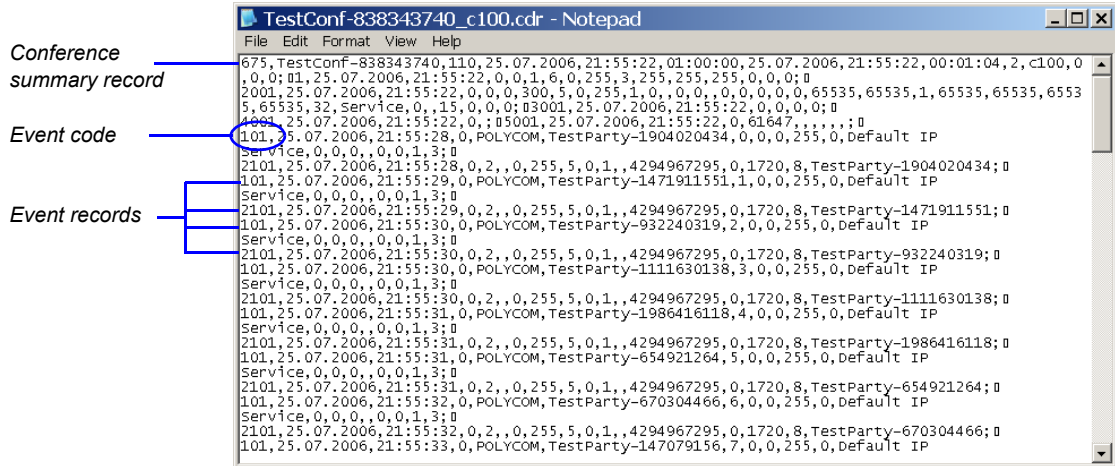 TestConf-838343740_c100.cdr - Notepad
File Edit Format View Help
Conference
summary record
Event code
Event records
675,TestConf-838343740,110,25.07.2006,21:55:22,01:00:00,25.07.2006,21:55:22,00:01:04,2,c100,0
,0,0;▯1,25.07.2006,21:55:22,0,0,1,6,0,255,3,255,255,255,0,0,0;▯
2001,25.07.2006,21:55:22,0,0,0,300,5,0,255,1,0,,0,0,,0,0,0,0,0,65535,65535,1,65535,65535,6553
5,65535,32,Service,0,,15,0,0,0;▯3001,25.07.2006,21:55:22,0,0,0,0;▯
4001,25.07.2006,21:55:22,0,;▯5001,25.07.2006,21:55:22,0,61647,,,,,,;▯
101,25.07.2006,21:55:28,0,POLYCOM,TestParty-1904020434,0,0,0,255,0,Default IP
Service,0,0,0,,0,0,1,3;▯
2101,25.07.2006,21:55:28,0,2,,0,255,5,0,1,,4294967295,0,1720,8,TestParty-1904020434;▯
101,25.07.2006,21:55:29,0,POLYCOM,TestParty-1471911551,1,0,0,255,0,Default IP
Service,0,0,0,,0,0,1,3;▯
2101,25.07.2006,21:55:29,0,2,,0,255,5,0,1,,4294967295,0,1720,8,TestParty-1471911551;▯
101,25.07.2006,21:55:30,0,POLYCOM,TestParty-932240319,2,0,0,255,0,Default IP
Service,0,0,0,,0,0,1,3;▯
2101,25.07.2006,21:55:30,0,2,,0,255,5,0,1,,4294967295,0,1720,8,TestParty-932240319;▯
101,25.07.2006,21:55:30,0,POLYCOM,TestParty-1111630138,3,0,0,255,0,Default IP
Service,0,0,0,,0,0,1,3;▯
2101,25.07.2006,21:55:30,0,2,,0,255,5,0,1,,4294967295,0,1720,8,TestParty-1111630138;▯
101,25.07.2006,21:55:31,0,POLYCOM,TestParty-1986416118,4,0,0,255,0,Default IP
Service,0,0,0,,0,0,1,3;▯
2101,25.07.2006,21:55:31,0,2,,0,255,5,0,1,,4294967295,0,1720,8,TestParty-1986416118;▯
101,25.07.2006,21:55:31,0,POLYCOM,TestParty-654921264,5,0,0,255,0,Default IP
Service,0,0,0,,0,0,1,3;▯
2101,25.07.2006,21:55:31,0,2,,0,255,5,0,1,,4294967295,0,1720,8,TestParty-654921264;▯
101,25.07.2006,21:55:32,0,POLYCOM,TestParty-670304466,6,0,0,255,0,Default IP
Service,0,0,0,,0,0,1,3;▯
2101,25.07.2006,21:55:32,0,2,,0,255,5,0,1,,4294967295,0,1720,8,TestParty-670304466;▯
101,25.07.2006,21:55:33,0,POLYCOM,TestParty-147079156,7,0,0,255,0,Default IP